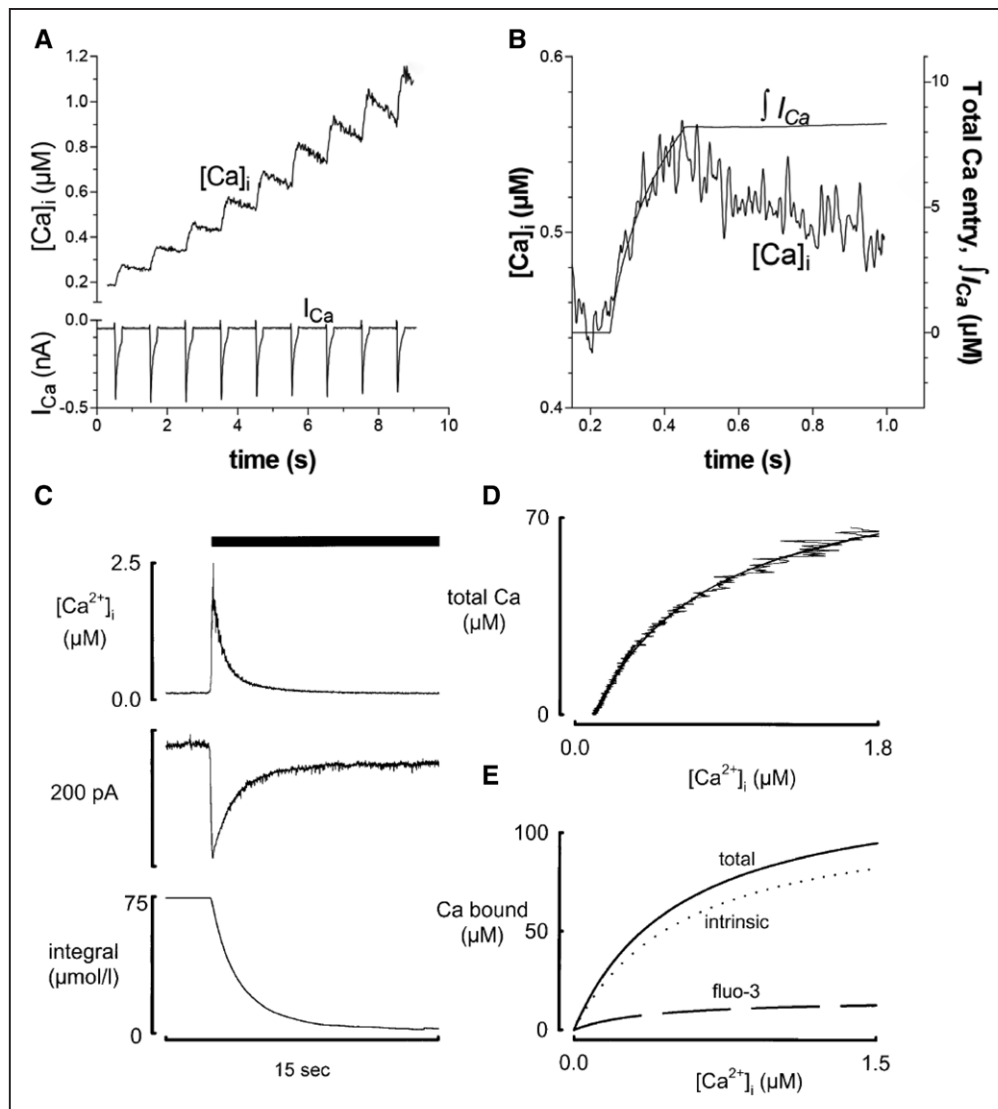 A
1.2
1.0
0.8
0.6
0.4
0.2
[Ca]i (µM)
[Ca]i
0.0
-0.5
ICa (nA)
ICa
0 2 4 6 8 10
time (s)
B
0.6
0.5
0.4
[Ca]i (µM)
∫ ICa
[Ca]i
10
5
0
Total Ca entry, ∫ICa (µM)
0.2 0.4 0.6 0.8 1.0
time (s)
C
2.5
[Ca2+]i
(µM)
0.0
200 pA
75
integral
(µmol/l)
0
15 sec
D
70
total Ca
(µM)
0
0.0 1.8
[Ca2+]i (µM)
E
100
Ca bound
50
(µM)
0
total
intrinsic
fluo-3
0.0 1.5
[Ca2+]i (µM)